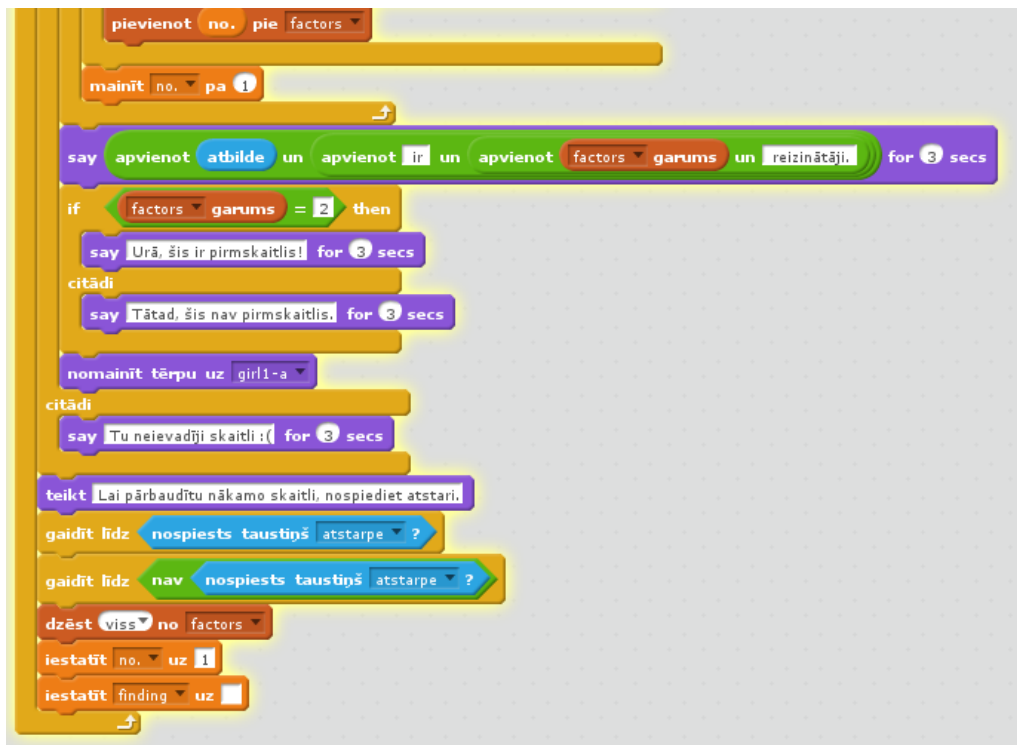 pievienot no. pie factors
mainīt no. pa 1
say apvienot atbilde un apvienot ir un apvienot factors garums un reizinātāji. for 3 secs
if factors garums = 2 then
say Urā, šis ir pirmskaitlis! for 3 secs
citādi
say Tātad, šis nav pirmskaitlis. for 3 secs
nomainīt tērpu uz girl1-a
citādi
say Tu neievadīji skaitli :( for 3 secs
teikt Lai pārbaudītu nākamo skaitli, nospiediet atstari.
gaidīt līdz nospiests taustiņš atstarpe ?
gaidīt līdz nav nospiests taustiņš atstarpe ?
dzēst viss no factors
iestatīt no. uz 1
iestatīt finding uz